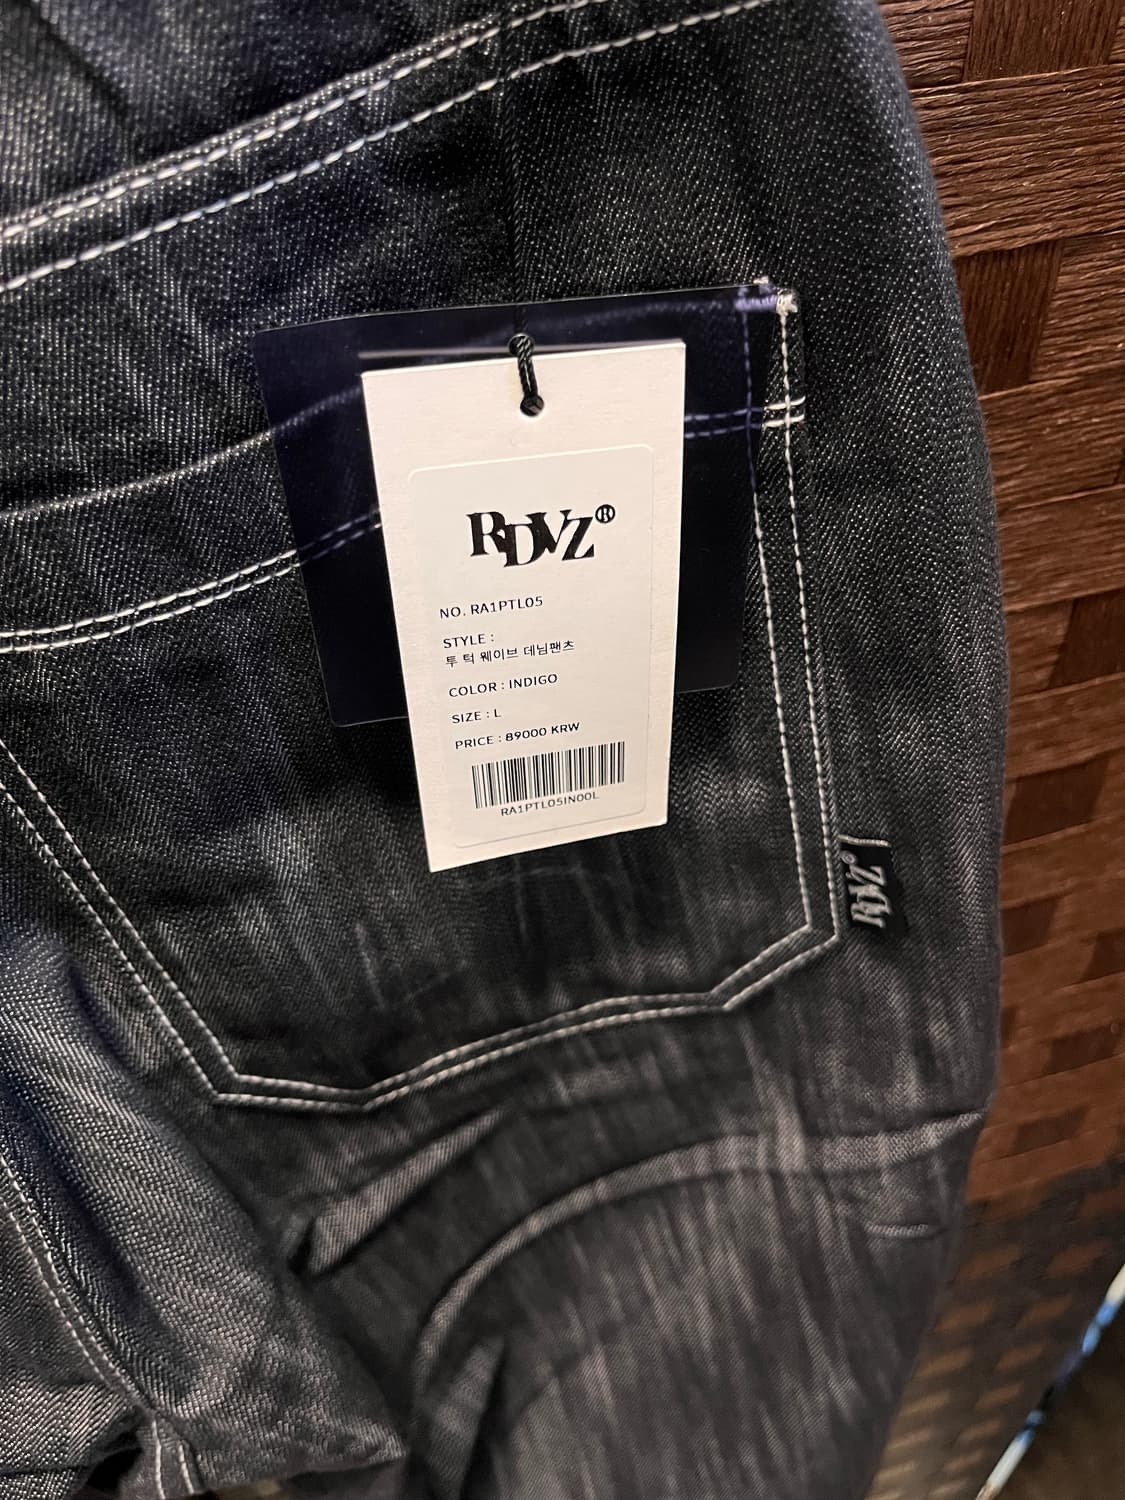 RDVZ®
NO. RA1PTL05
STYLE :
투 턱 웨이브 데님팬츠
COLOR : INDIGO
SIZE : L
PRICE : 89000 KRW
RA1PTL05IN00L
RDVZ®